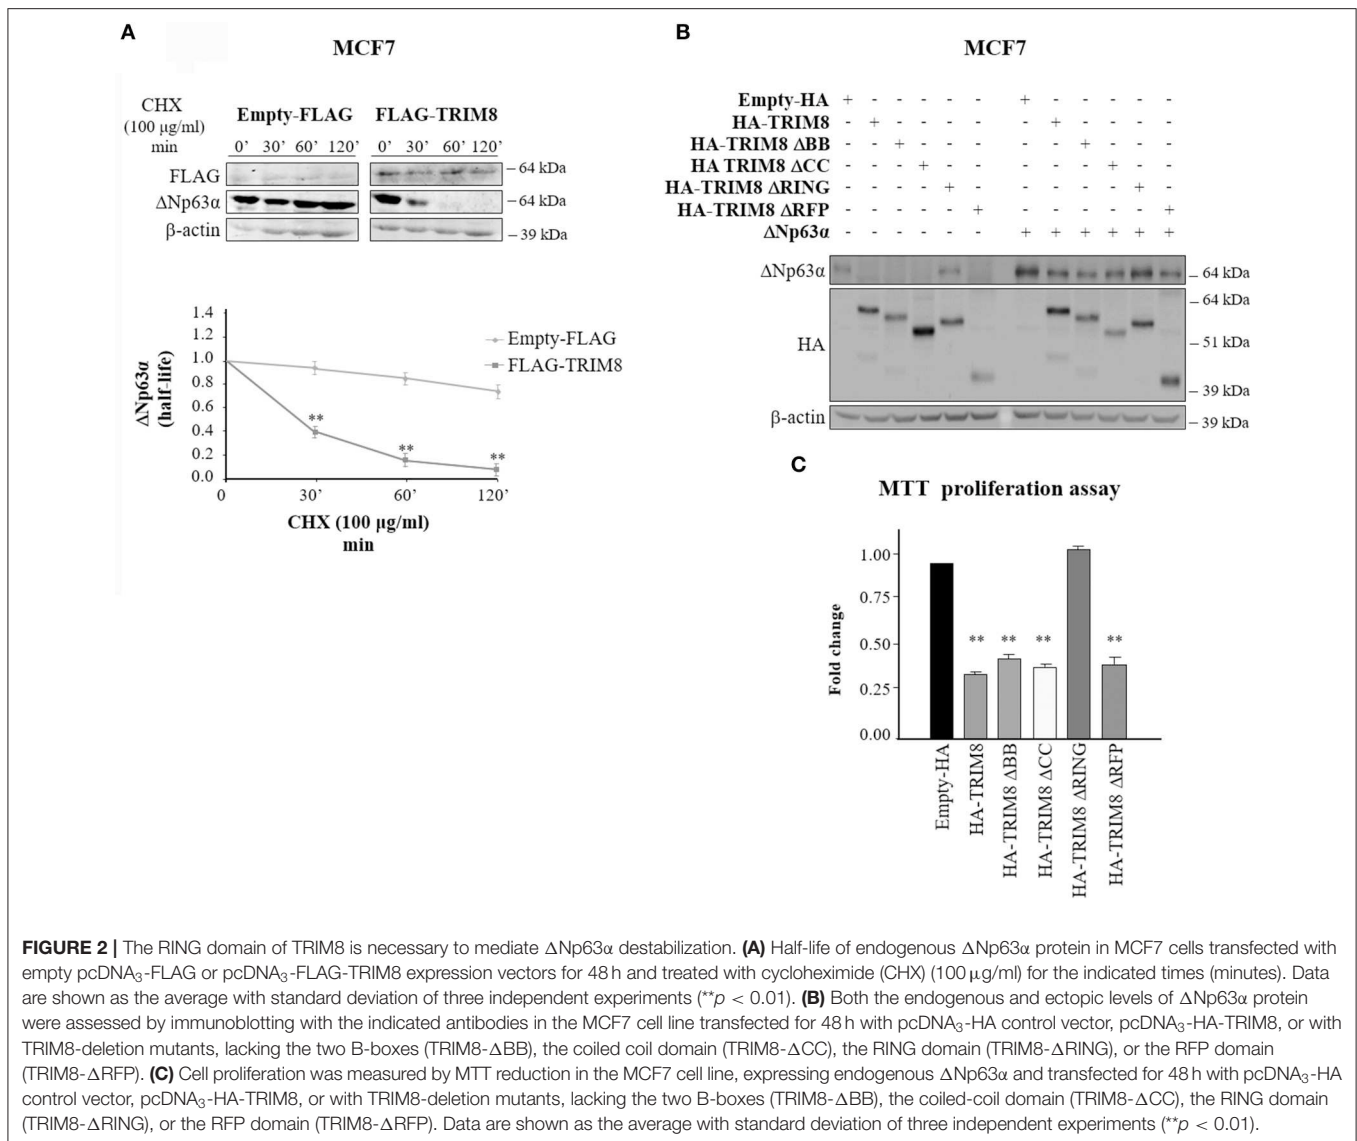 A
MCF7
CHX
(100 µg/ml)
min
Empty-FLAG FLAG-TRIM8
0' 30' 60' 120' 0' 30' 60' 120'
FLAG – 64 kDa
ΔNp63α – 64 kDa
β-actin – 39 kDa
ΔNp63α
(half-life)
1.4
1.2
1.0
0.8
0.6
0.4
0.2
0.0
Empty-FLAG
FLAG-TRIM8
**
**
**
0 30’ 60’ 120’
CHX (100 µg/ml)
min
B
MCF7
Empty-HA + - - - - - + - - - - -
HA-TRIM8 - + - - - - - + - - - -
HA-TRIM8 ΔBB - - + - - - - - + - - -
HA TRIM8 ΔCC - - - + - - - - - + - -
HA-TRIM8 ΔRING - - - - + - - - - - + -
HA-TRIM8 ΔRFP - - - - - + - - - - - +
ΔNp63α - - - - - - + + + + + +
ΔNp63α – 64 kDa
HA
– 64 kDa
– 51 kDa
– 39 kDa
β-actin – 39 kDa
C
MTT proliferation assay
Fold change
1.00
0.75
0.50
0.25
0.00
** ** ** **
Empty-HA
HA-TRIM8
HA-TRIM8 ΔBB
HA-TRIM8 ΔCC
HA-TRIM8 ΔRING
HA-TRIM8 ΔRFP
FIGURE 2 | The RING domain of TRIM8 is necessary to mediate ΔNp63α destabilization. (A) Half-life of endogenous ΔNp63α protein in MCF7 cells transfected with
empty pcDNA₃-FLAG or pcDNA₃-FLAG-TRIM8 expression vectors for 48 h and treated with cycloheximide (CHX) (100 µg/ml) for the indicated times (minutes). Data
are shown as the average with standard deviation of three independent experiments (**p < 0.01). (B) Both the endogenous and ectopic levels of ΔNp63α protein
were assessed by immunoblotting with the indicated antibodies in the MCF7 cell line transfected for 48 h with pcDNA₃-HA control vector, pcDNA₃-HA-TRIM8, or with
TRIM8-deletion mutants, lacking the two B-boxes (TRIM8-ΔBB), the coiled coil domain (TRIM8-ΔCC), the RING domain (TRIM8-ΔRING), or the RFP domain
(TRIM8-ΔRFP). (C) Cell proliferation was measured by MTT reduction in the MCF7 cell line, expressing endogenous ΔNp63α and transfected for 48 h with pcDNA₃-HA
control vector, pcDNA₃-HA-TRIM8, or with TRIM8-deletion mutants, lacking the two B-boxes (TRIM8-ΔBB), the coiled-coil domain (TRIM8-ΔCC), the RING domain
(TRIM8-ΔRING), or the RFP domain (TRIM8-ΔRFP). Data are shown as the average with standard deviation of three independent experiments (**p < 0.01).